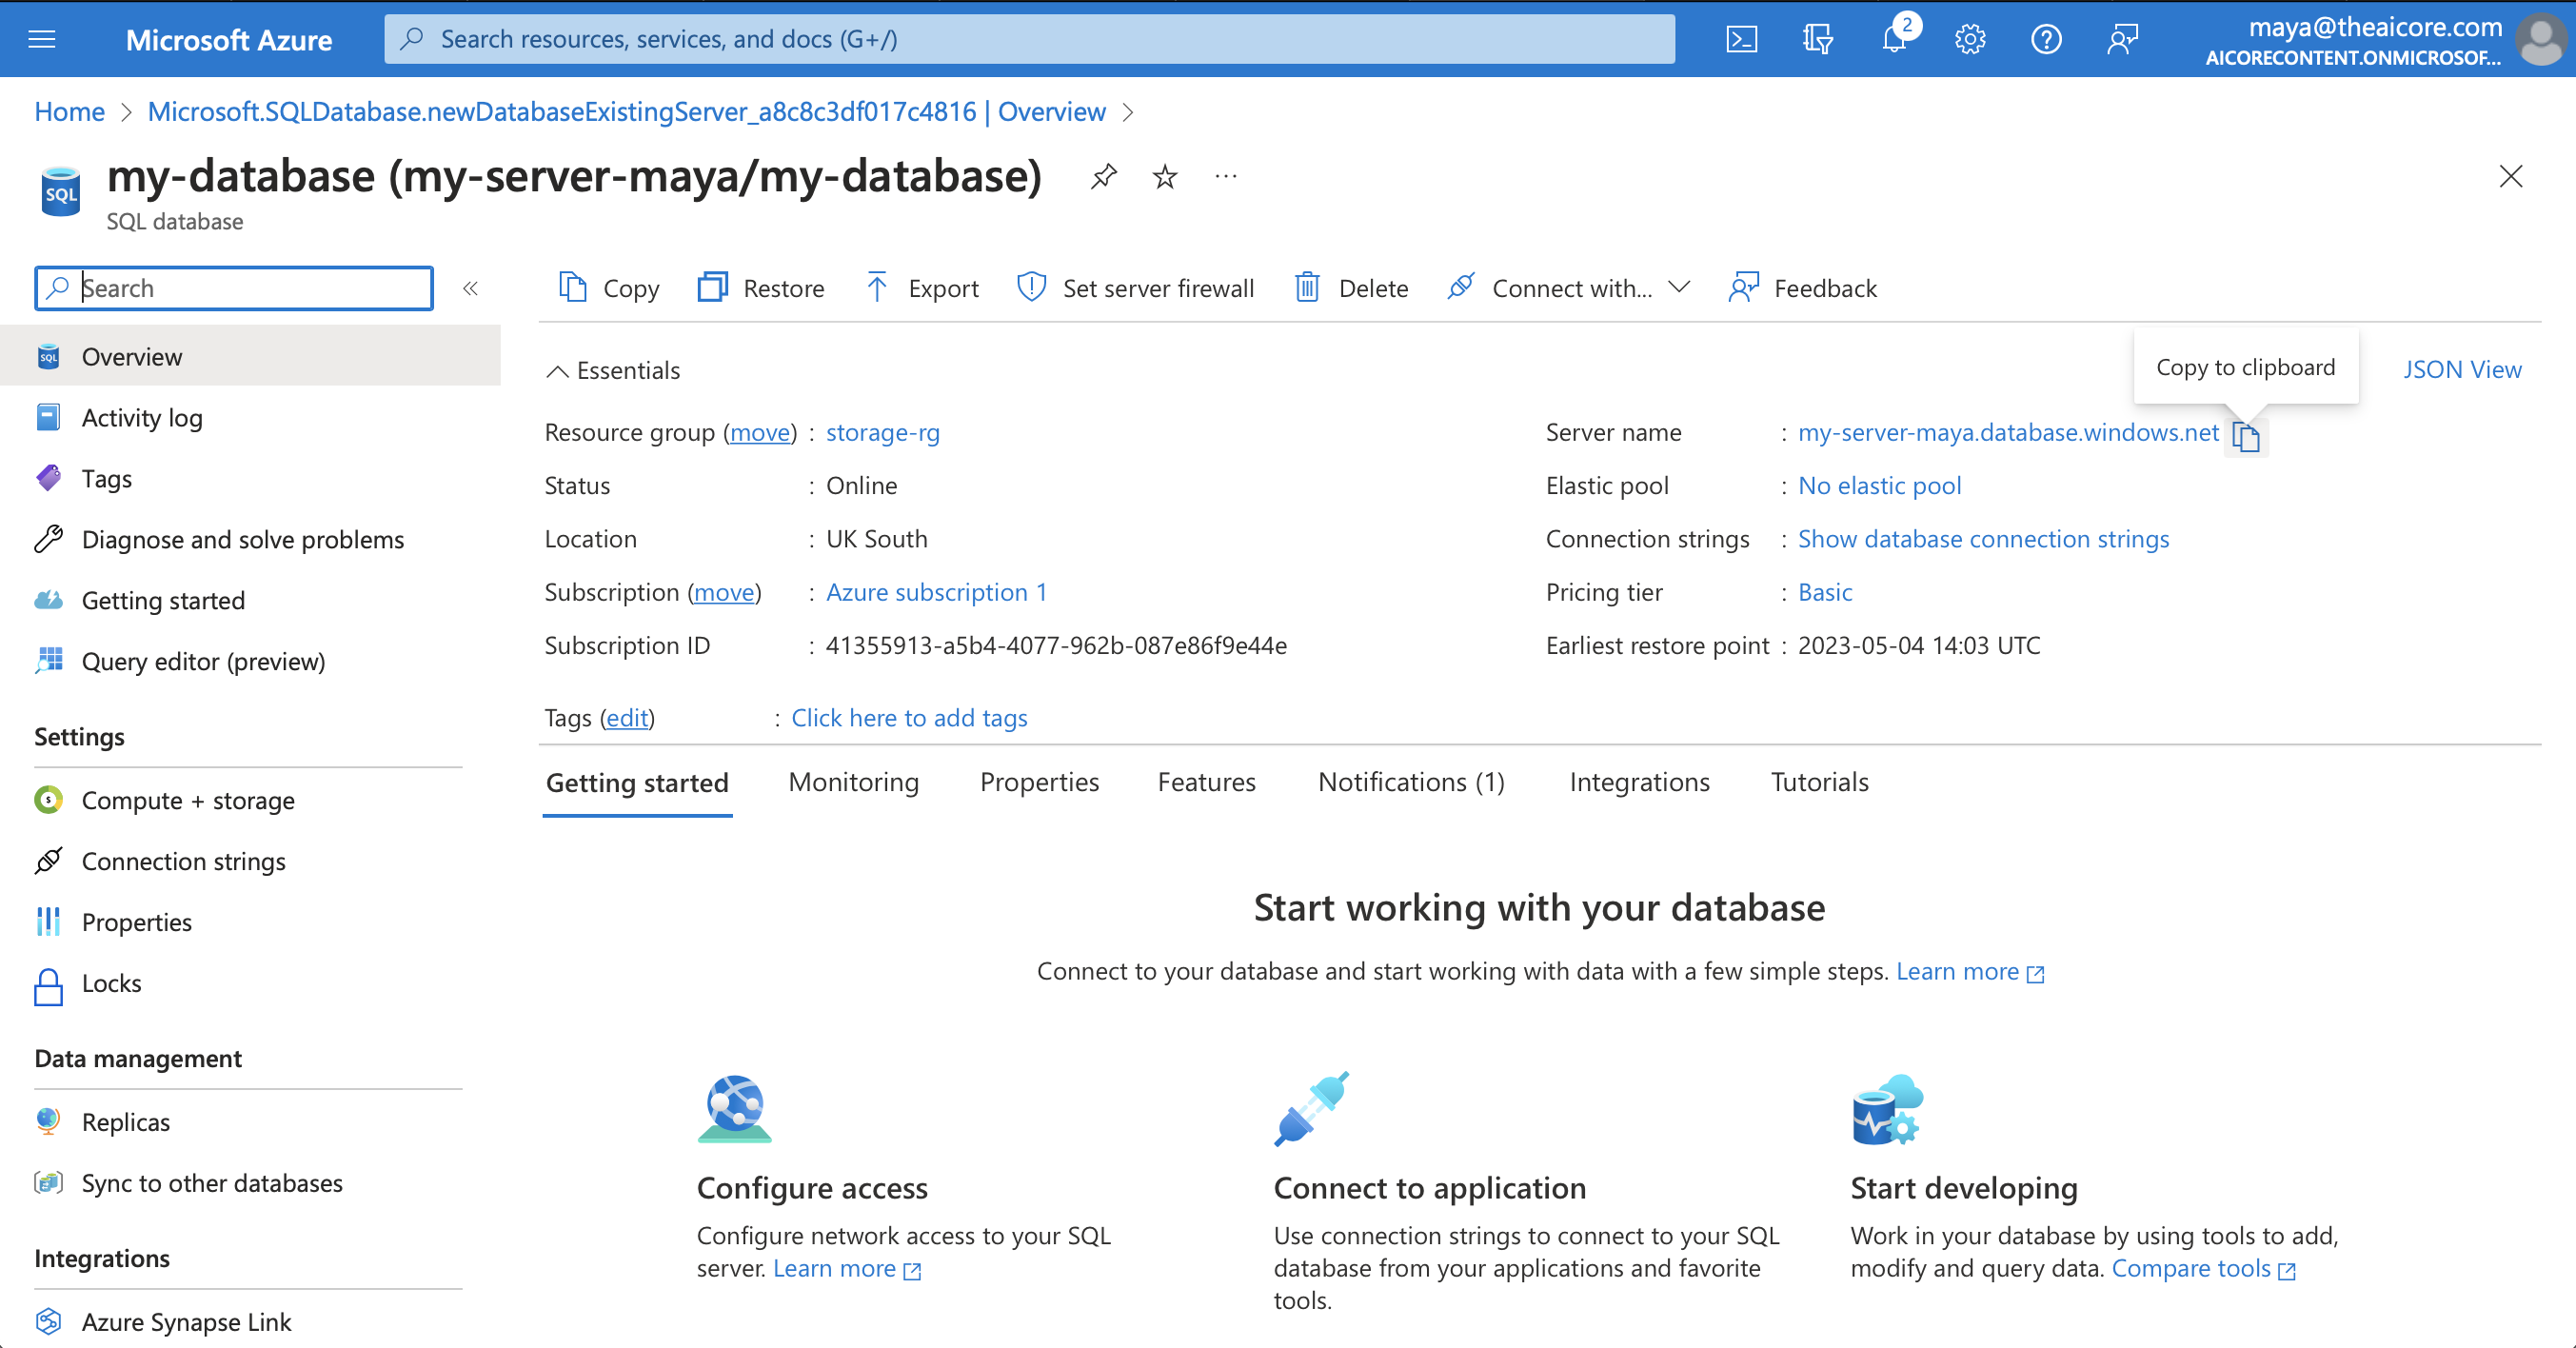 Microsoft Azure
Search resources, services, and docs (G+/)
2
maya@theaicore.com
AICORECONTENT.ONMICROSOF...
Home > Microsoft.SQLDatabase.newDatabaseExistingServer_a8c8c3df017c4816 | Overview >
SQL
my-database (my-server-maya/my-database)
SQL database
Search
Copy
Restore
Export
Set server firewall
Delete
Connect with...
Feedback
SQL
Overview
Activity log
Tags
Diagnose and solve problems
Getting started
Query editor (preview)
Settings
Compute + storage
Connection strings
Properties
Locks
Data management
Replicas
Sync to other databases
Integrations
Azure Synapse Link
Essentials
Copy to clipboard
JSON View
Resource group (move) : storage-rg
Status : Online
Location : UK South
Subscription (move) : Azure subscription 1
Subscription ID : 41355913-a5b4-4077-962b-087e86f9e44e
Server name : my-server-maya.database.windows.net
Elastic pool : No elastic pool
Connection strings : Show database connection strings
Pricing tier : Basic
Earliest restore point : 2023-05-04 14:03 UTC
Tags (edit) : Click here to add tags
Getting started
Monitoring
Properties
Features
Notifications (1)
Integrations
Tutorials
Start working with your database
Connect to your database and start working with data with a few simple steps. Learn more
Configure access
Configure network access to your SQL
server. Learn more
Connect to application
Use connection strings to connect to your SQL
database from your applications and favorite
tools.
Start developing
Work in your database by using tools to add,
modify and query data. Compare tools